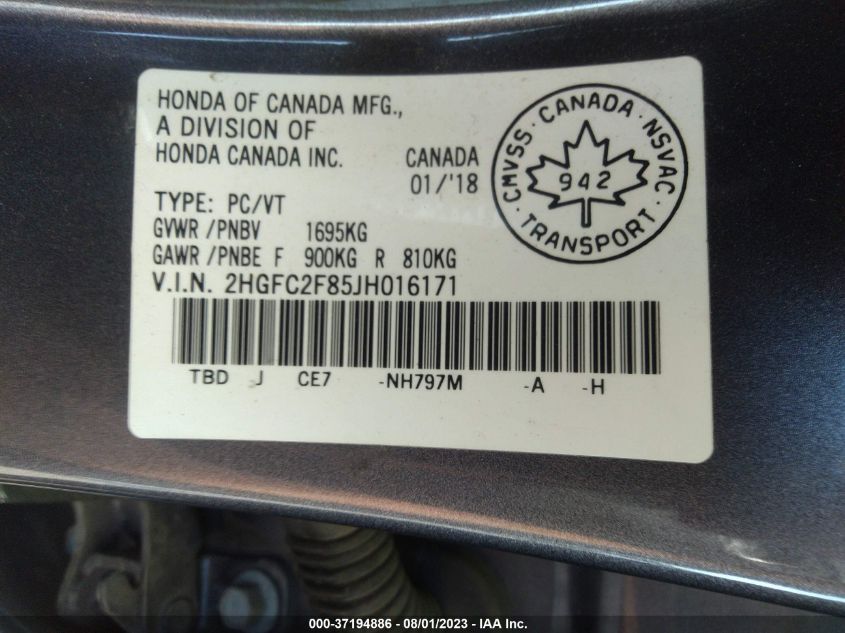 HONDA OF CANADA MFG.,
A DIVISION OF
HONDA CANADA INC. CANADA
01/'18
TYPE: PC/VT
GVWR /PNBV 1695KG
GAWR /PNBE F 900KG R 810KG
V.I.N. 2HGFC2F85JH016171
TBD J CE7 -NH797M -A -H
CMVSS · CANADA · NSVAC ·
942
TRANSPORT ·
000-37194886 - 08/01/2023 - IAA Inc.